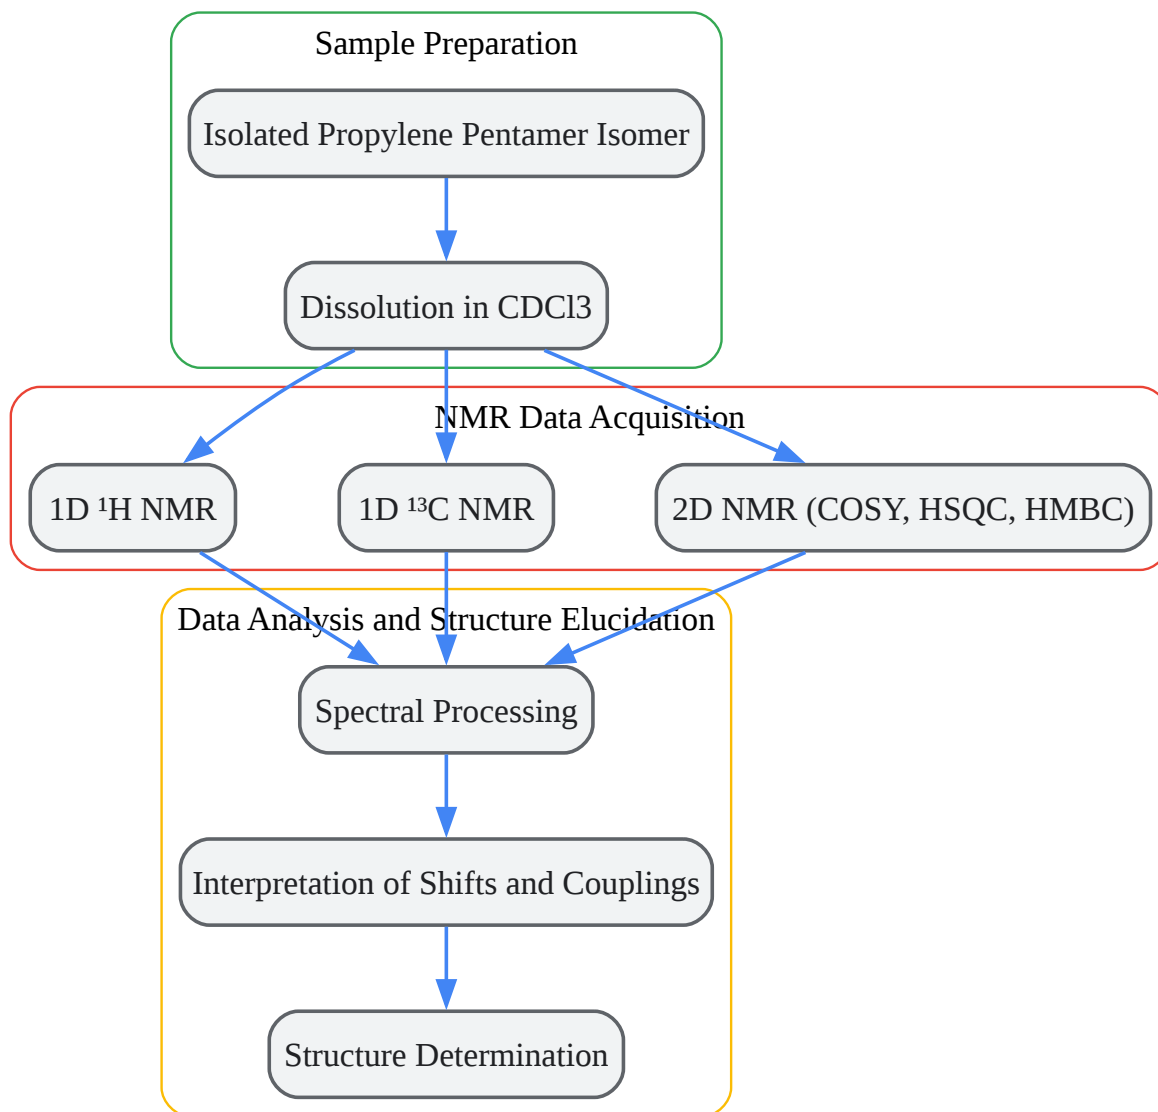 Sample Preparation
Isolated Propylene Pentamer Isomer
Dissolution in CDCl3
NMR Data Acquisition
1D ¹H NMR
1D ¹³C NMR
2D NMR (COSY, HSQC, HMBC)
Data Analysis and Structure Elucidation
Spectral Processing
Interpretation of Shifts and Couplings
Structure Determination